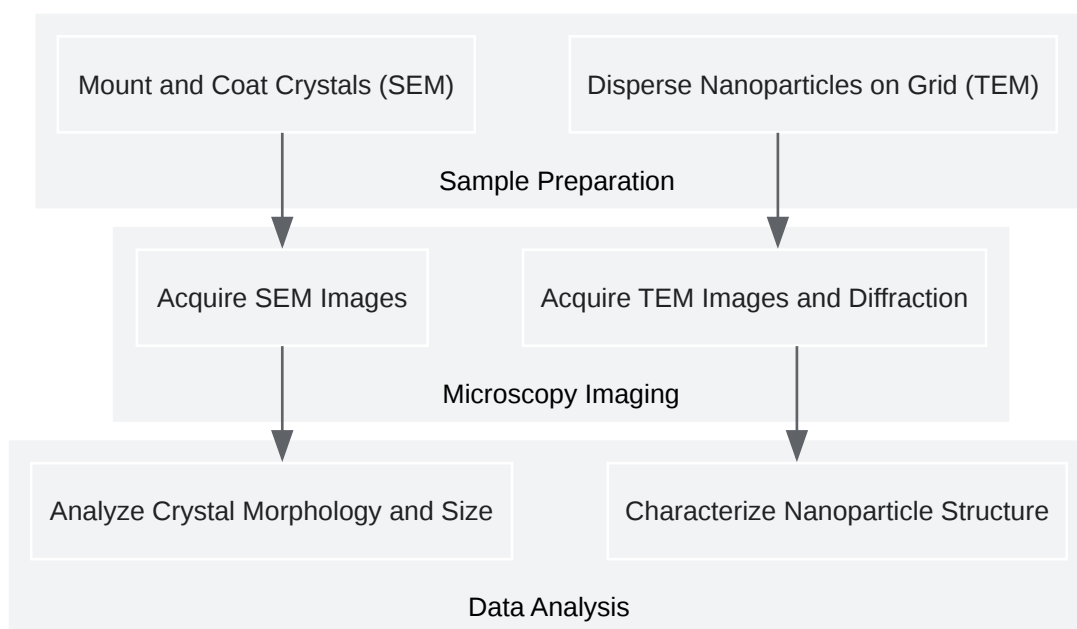 Mount and Coat Crystals (SEM)
Disperse Nanoparticles on Grid (TEM)
Sample Preparation
Acquire SEM Images
Acquire TEM Images and Diffraction
Microscopy Imaging
Analyze Crystal Morphology and Size
Characterize Nanoparticle Structure
Data Analysis